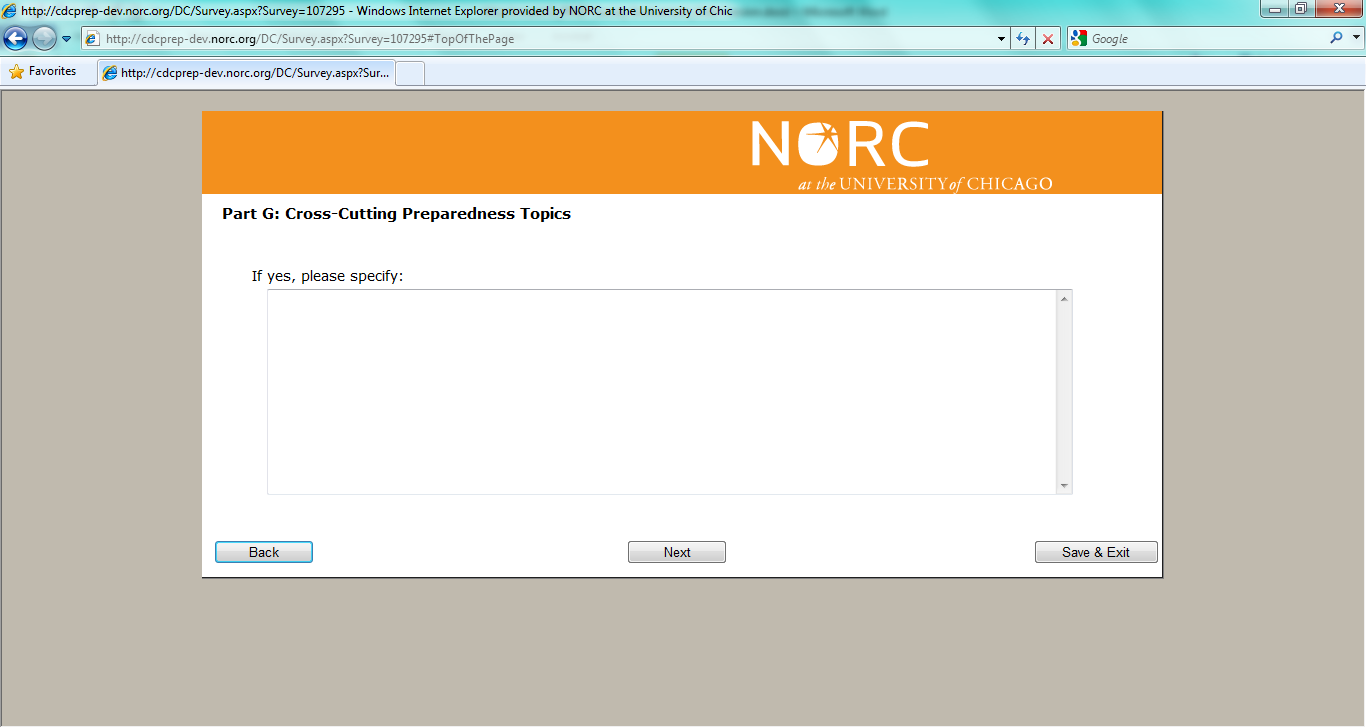 http://cdcprep-dev.norc.org/DC/Survey.aspx?Survey=107295 - Windows Internet Explorer provided by NORC at the University of Chic
http://cdcprep-dev.norc.org/DC/Survey.aspx?Survey=107295#TopOfThePage
Google
Favorites
http://cdcprep-dev.norc.org/DC/Survey.aspx?Sur...
NORC
at the UNIVERSITY of CHICAGO
Part G: Cross-Cutting Preparedness Topics
If yes, please specify:
Back Next Save & Exit